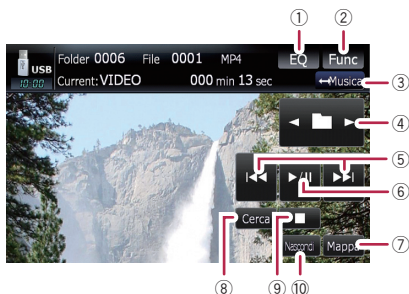 ① ②
USB Folder 0006 File 0001 MP4 EQ Func
10:00 Current: VIDEO 000 min 13 sec Musica
③
④
⑤
⑥
Cerca
Nascondi Mappa ⑦
⑧ ⑨ ⑩